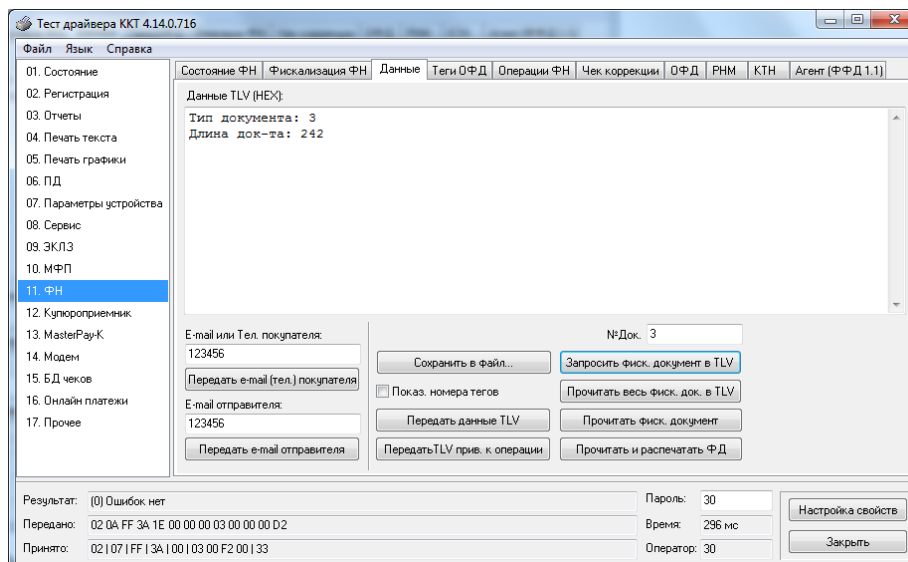 Тест драйвера ККТ 4.14.0.716
Файл Язык Справка
01. Состояние
02. Регистрация
03. Отчеты
04. Печать текста
05. Печать графики
06. ПД
07. Параметры устройства
08. Сервис
09. ЭКЛЗ
10. МФП
11. ФН
12. Купюроприемник
13. MasterPay-K
14. Модем
15. БД чеков
16. Онлайн платежи
17. Прочее
Состояние ФН Фискализация ФН Данные Теги ОФД Операции ФН Чек коррекции ОФД РНМ КТН Агент (ФФД 1.1)
Данные TLV (HEX):
Тип документа: 3
Длина док-та: 242
E-mail или Тел. покупателя:
123456
Передать e-mail (тел.) покупателя
E-mail отправителя:
123456
Передать e-mail отправителя
№Док. 3
Сохранить в файл... Запросить фиск. документ в TLV
Показ. номера тегов Прочитать весь фиск. док. в TLV
Передать данные TLV Прочитать фиск. документ
ПередатьTLV прив. к операции Прочитать и распечатать ФД
Результат: (0) Ошибок нет
Передано: 02 0A FF 3A 1E 00 00 00 03 00 00 00 D2
Принято: 02 | 07 | FF | 3A | 00 | 03 00 F2 00 | 33
Пароль: 30
Время: 296 мс
Оператор: 30
Настройка свойств
Закрыть